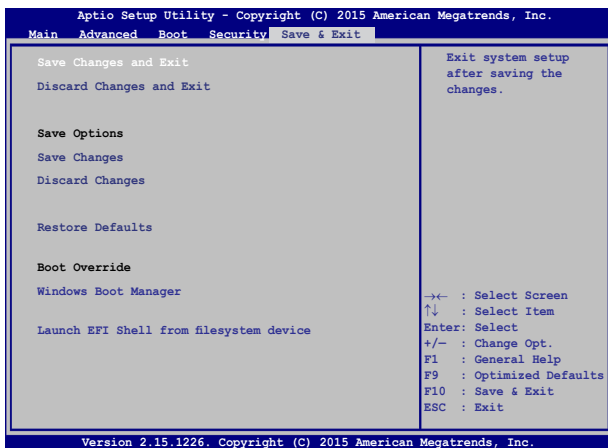 Aptio Setup Utility - Copyright (C) 2015 American Megatrends, Inc.
Main Advanced Boot Security Save & Exit
Save Changes and Exit
Discard Changes and Exit
Save Options
Save Changes
Discard Changes
Restore Defaults
Boot Override
Windows Boot Manager
Launch EFI Shell from filesystem device
Exit system setup
after saving the
changes.
→← : Select Screen
↑↓ : Select Item
Enter: Select
+/— : Change Opt.
F1 : General Help
F9 : Optimized Defaults
F10 : Save & Exit
ESC : Exit
Version 2.15.1226. Copyright (C) 2015 American Megatrends, Inc.